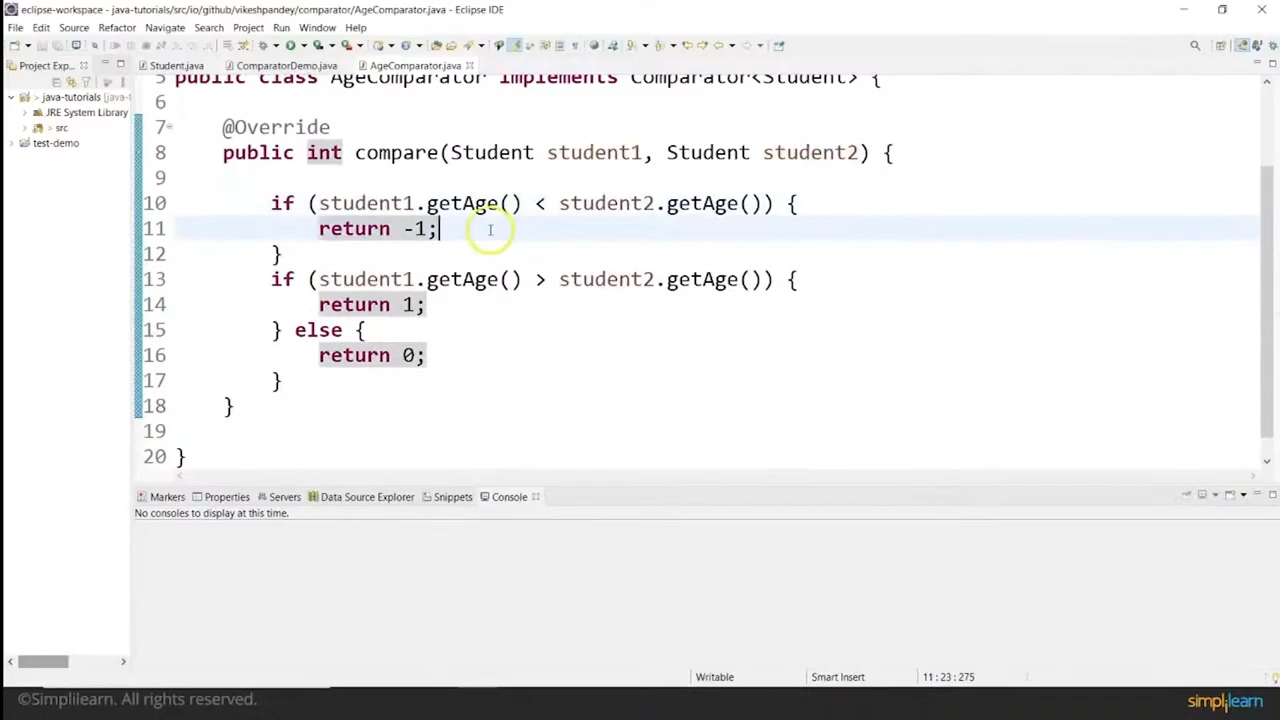 eclipse-workspace - java-tutorials/src/io/github/vikeshpandey/comparator/AgeComparator.java - Eclipse IDE
File Edit Source Refactor Navigate Search Project Run Window Help
Project Exp... Student.java ComparatorDemo.java AgeComparator.java
java-tutorials [java-t
JRE System Library
src
test-demo
5 public class AgeComparator implements Comparator<Student> {
6
7 @Override
8 public int compare(Student student1, Student student2) {
9
10 if (student1.getAge() < student2.getAge()) {
11 return -1;
12 }
13 if (student1.getAge() > student2.getAge()) {
14 return 1;
15 } else {
16 return 0;
17 }
18 }
19
20 }
Markers Properties Servers Data Source Explorer Snippets Console
No consoles to display at this time.
Writable Smart Insert 11 : 23 : 275
©Simplilearn. All rights reserved.
simplilearn